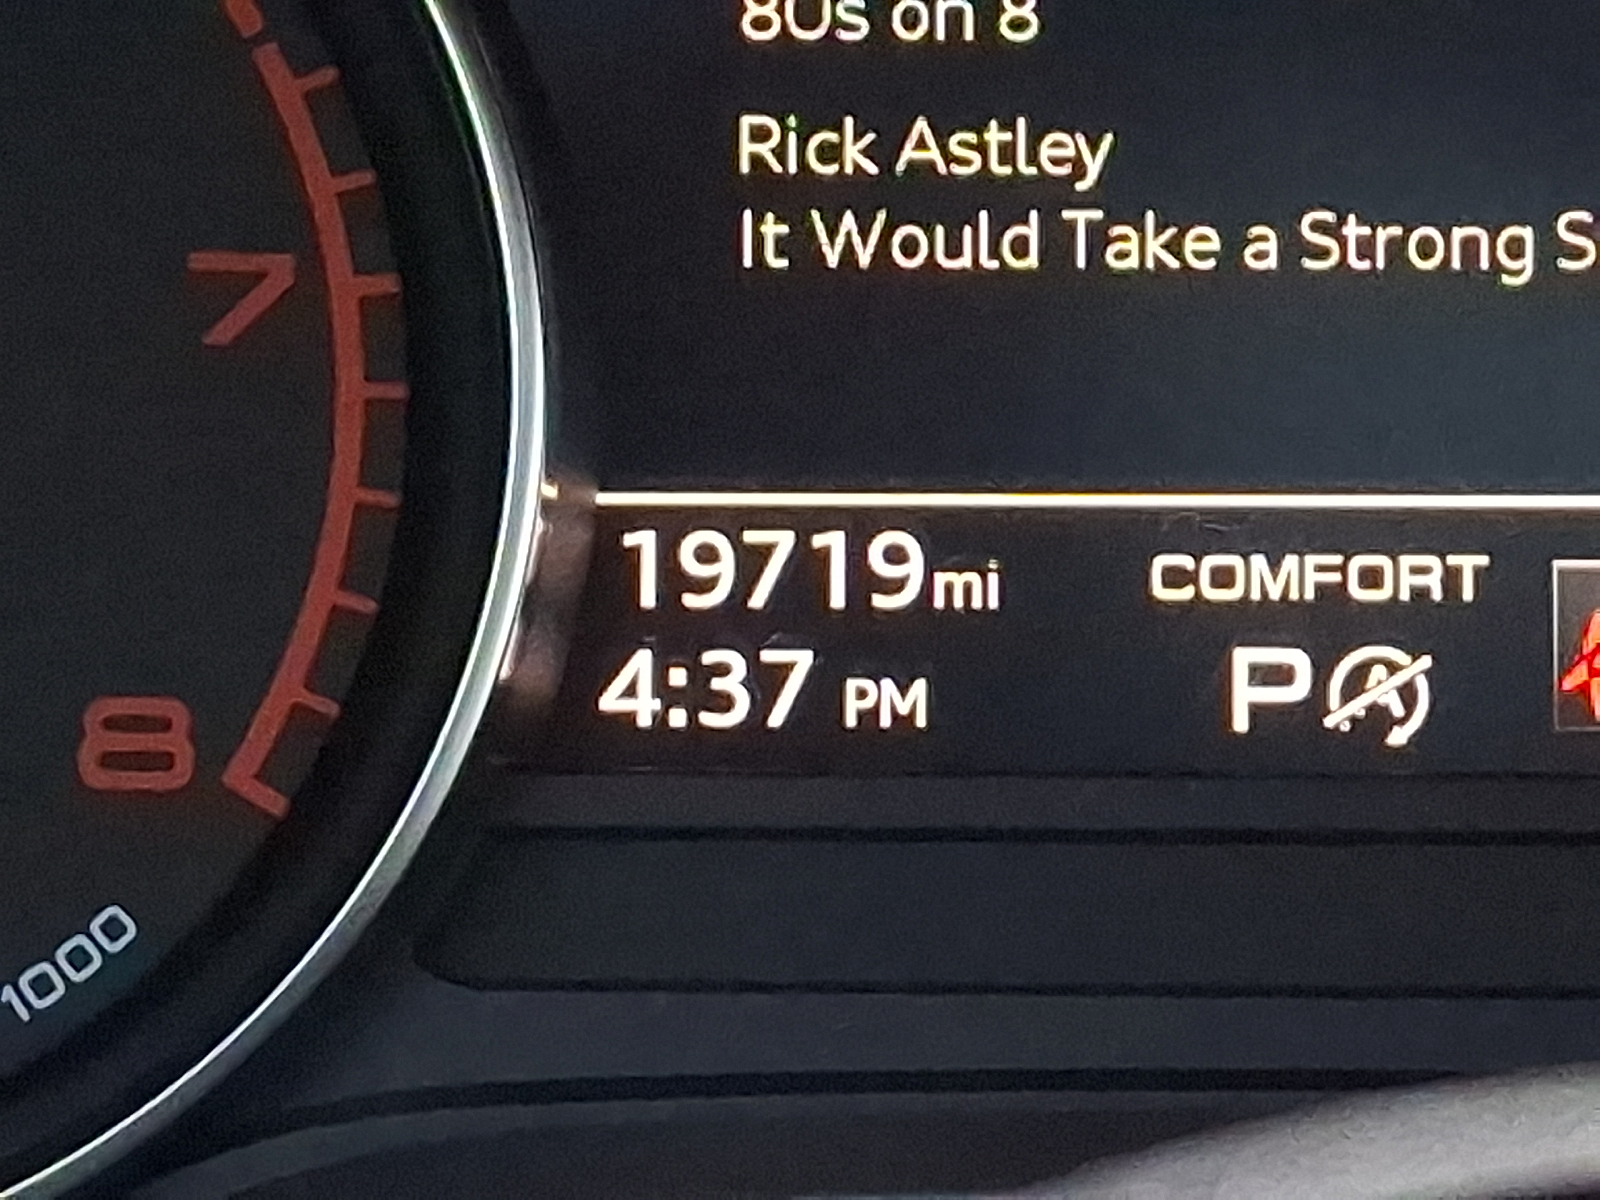 80s on 8
Rick Astley
It Would Take a Strong S
7
19719mi
COMFORT
4:37 PM
P A
8
1000